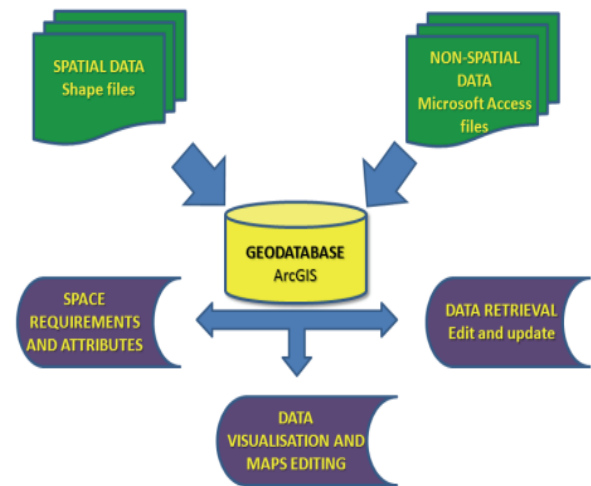 SPATIAL DATA
Shape files
NON-SPATIAL
DATA
Microsoft Access
files
GEODATABASE
ArcGIS
SPACE
REQUIREMENTS
AND ATTRIBUTES
DATA RETRIEVAL
Edit and update
DATA
VISUALISATION AND
MAPS EDITING